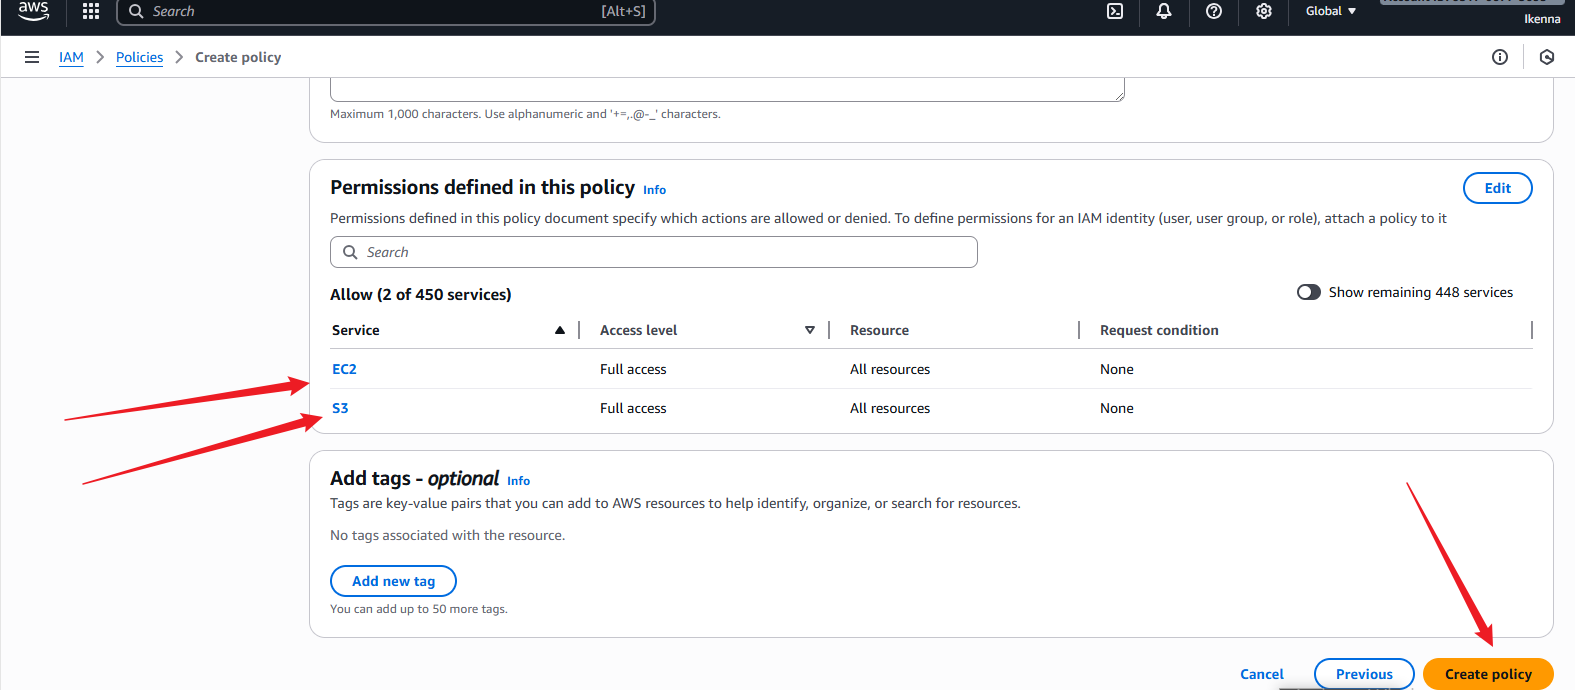 aws
Search [Alt+S] Global
Ikenna
IAM Policies Create policy
Maximum 1,000 characters. Use alphanumeric and '+=,.@-_' characters.
Permissions defined in this policy Info
Edit
Permissions defined in this policy document specify which actions are allowed or denied. To define permissions for an IAM identity (user, user group, or role), attach a policy to it
Search
Allow (2 of 450 services)
Show remaining 448 services
Service Access level Resource Request condition
EC2 Full access All resources None
S3 Full access All resources None
Add tags - optional Info
Tags are key-value pairs that you can add to AWS resources to help identify, organize, or search for resources.
No tags associated with the resource.
Add new tag
You can add up to 50 more tags.
Cancel Previous Create policy